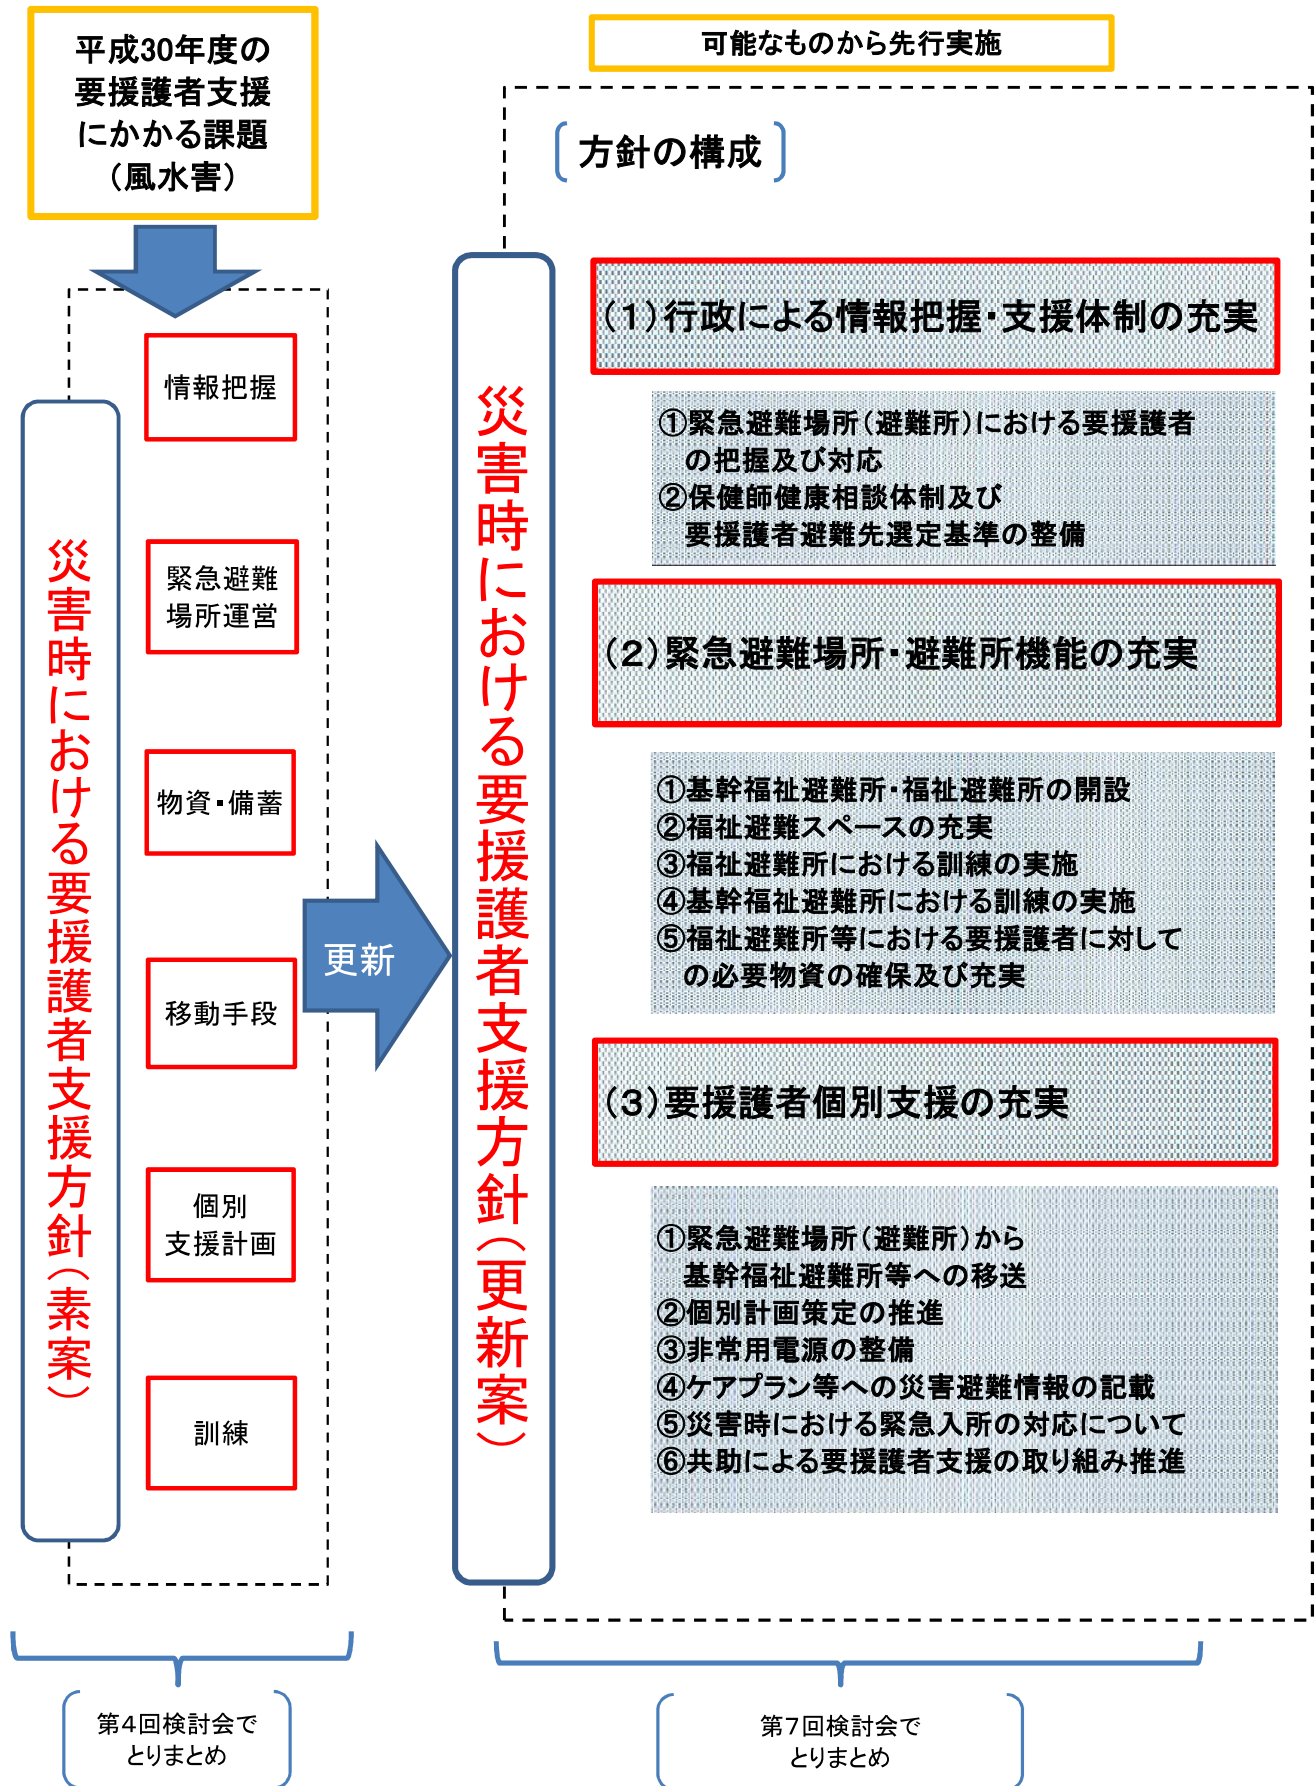 平成30年度の
要援護者支援
にかかる課題
（風水害）
災害時における要援護者支援方針（素案）
情報把握
緊急避難
場所運営
物資・備蓄
移動手段
個別
支援計画
訓練
第４回検討会で
とりまとめ
更新
可能なものから先行実施
方針の構成
災害時における要援護者支援方針（更新案）
（１）行政による情報把握・支援体制の充実
①緊急避難場所（避難所）における要援護者
の把握及び対応
②保健師健康相談体制及び
要援護者避難先選定基準の整備
（２）緊急避難場所・避難所機能の充実
①基幹福祉避難所・福祉避難所の開設
②福祉避難スペースの充実
③福祉避難所における訓練の実施
④基幹福祉避難所における訓練の実施
⑤福祉避難所等における要援護者に対して
の必要物資の確保及び充実
（３）要援護者個別支援の充実
①緊急避難場所（避難所）から
基幹福祉避難所等への移送
②個別計画策定の推進
③非常用電源の整備
④ケアプラン等への災害避難情報の記載
⑤災害時における緊急入所の対応について
⑥共助による要援護者支援の取り組み推進
第７回検討会で
とりまとめ